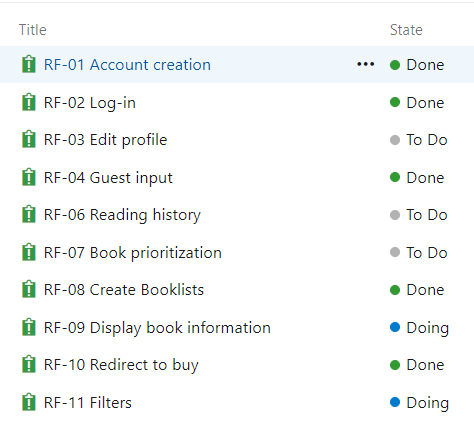 Title State
RF-01 Account creation ••• Done
RF-02 Log-in Done
RF-03 Edit profile To Do
RF-04 Guest input Done
RF-06 Reading history To Do
RF-07 Book prioritization To Do
RF-08 Create Booklists Done
RF-09 Display book information Doing
RF-10 Redirect to buy Done
RF-11 Filters Doing